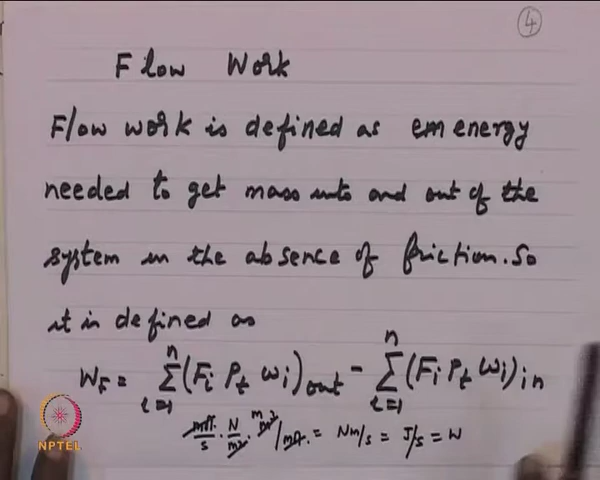 4
Flow Work
Flow work is defined as em energy
needed to get mass into and out of the
system in the absence of friction. So
it is defined as
W_F = Σ_{i=1}^{n} (F_i P_t ω_i)_out - Σ_{i=1}^{n} (F_i P_t ω_i)_in
/ = Nm/s = J/s = W
NPTEL